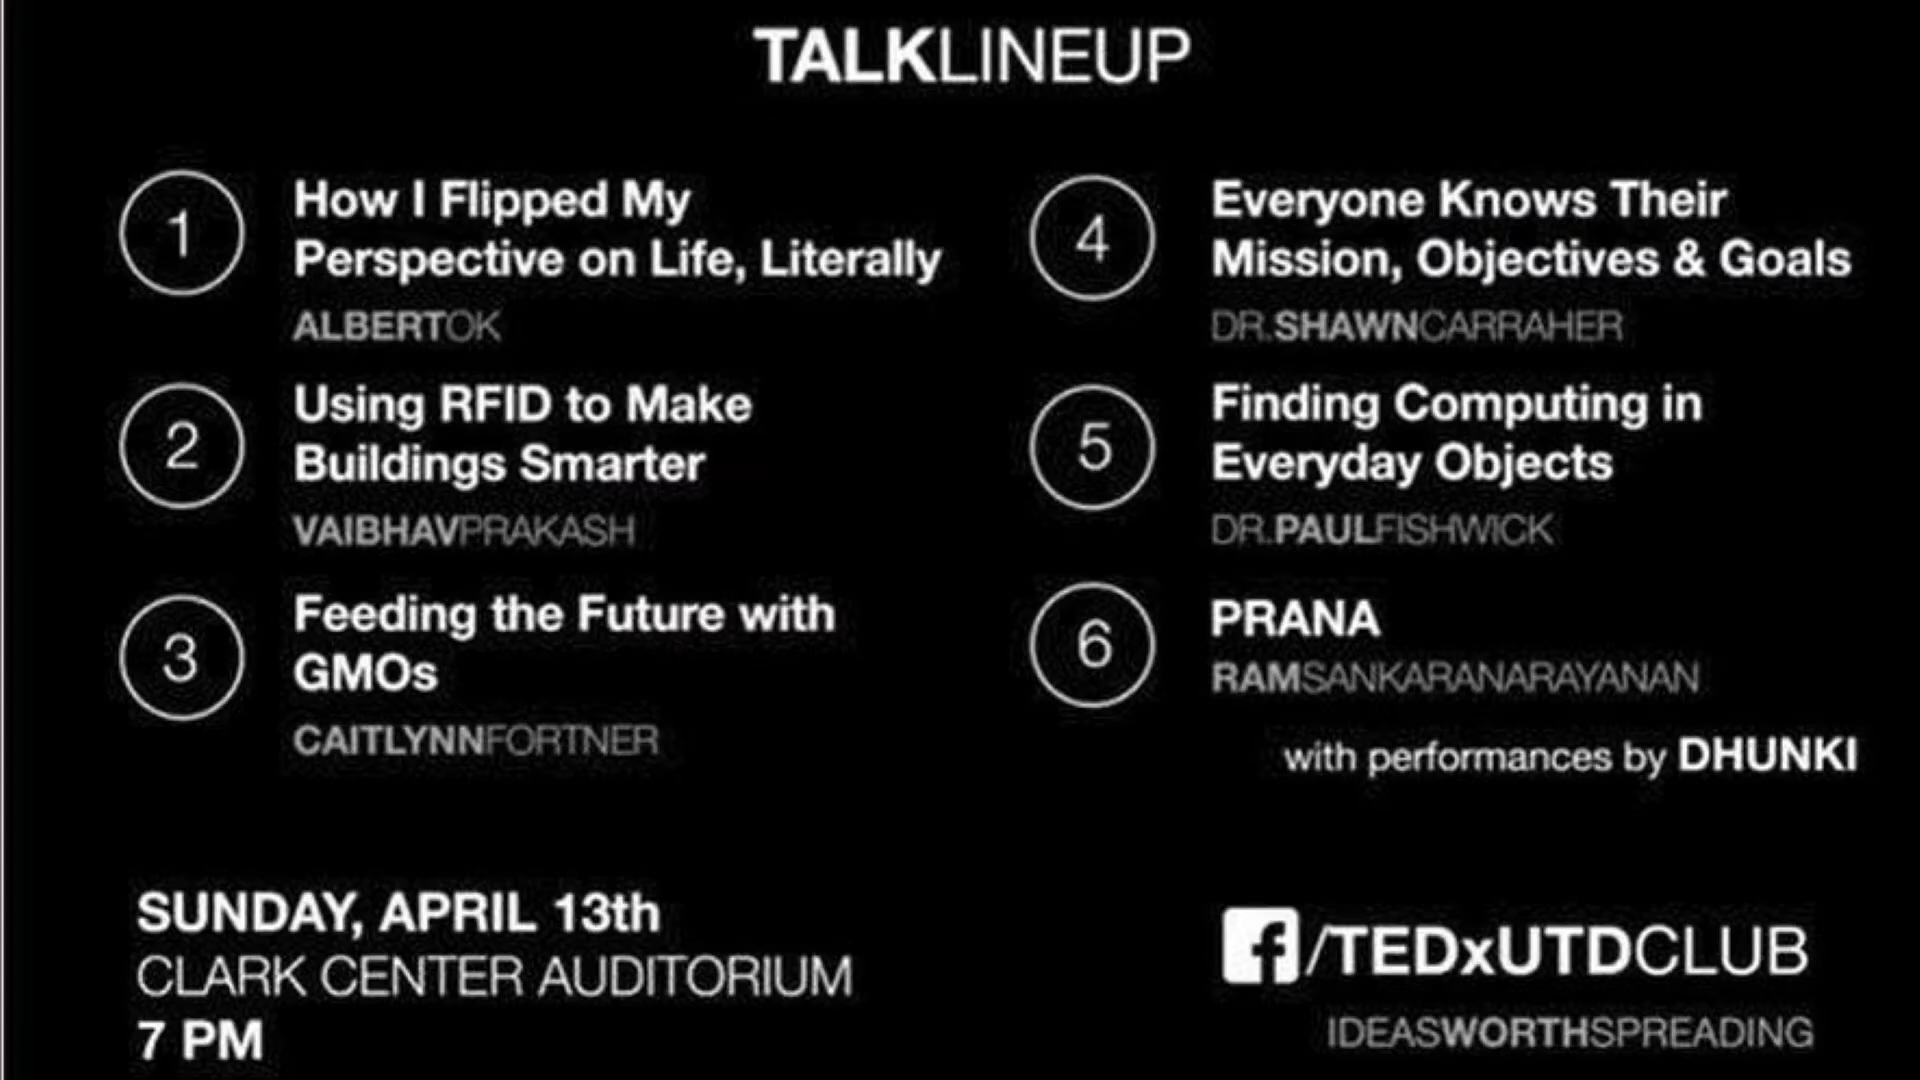 TALKLINEUP
1
How I Flipped My
Perspective on Life, Literally
ALBERTOK
2
Using RFID to Make
Buildings Smarter
VAIBHAVPRAKASH
3
Feeding the Future with
GMOs
CAITLYNNFORTNER
4
Everyone Knows Their
Mission, Objectives & Goals
DR.SHAWNCARRAHER
5
Finding Computing in
Everyday Objects
DR.PAULFISHWICK
6
PRANA
RAMSANKARANARAYANAN
with performances by DHUNKI
SUNDAY, APRIL 13th
CLARK CENTER AUDITORIUM
7 PM
f/TEDxUTDCLUB
IDEASWORTHSPREADING